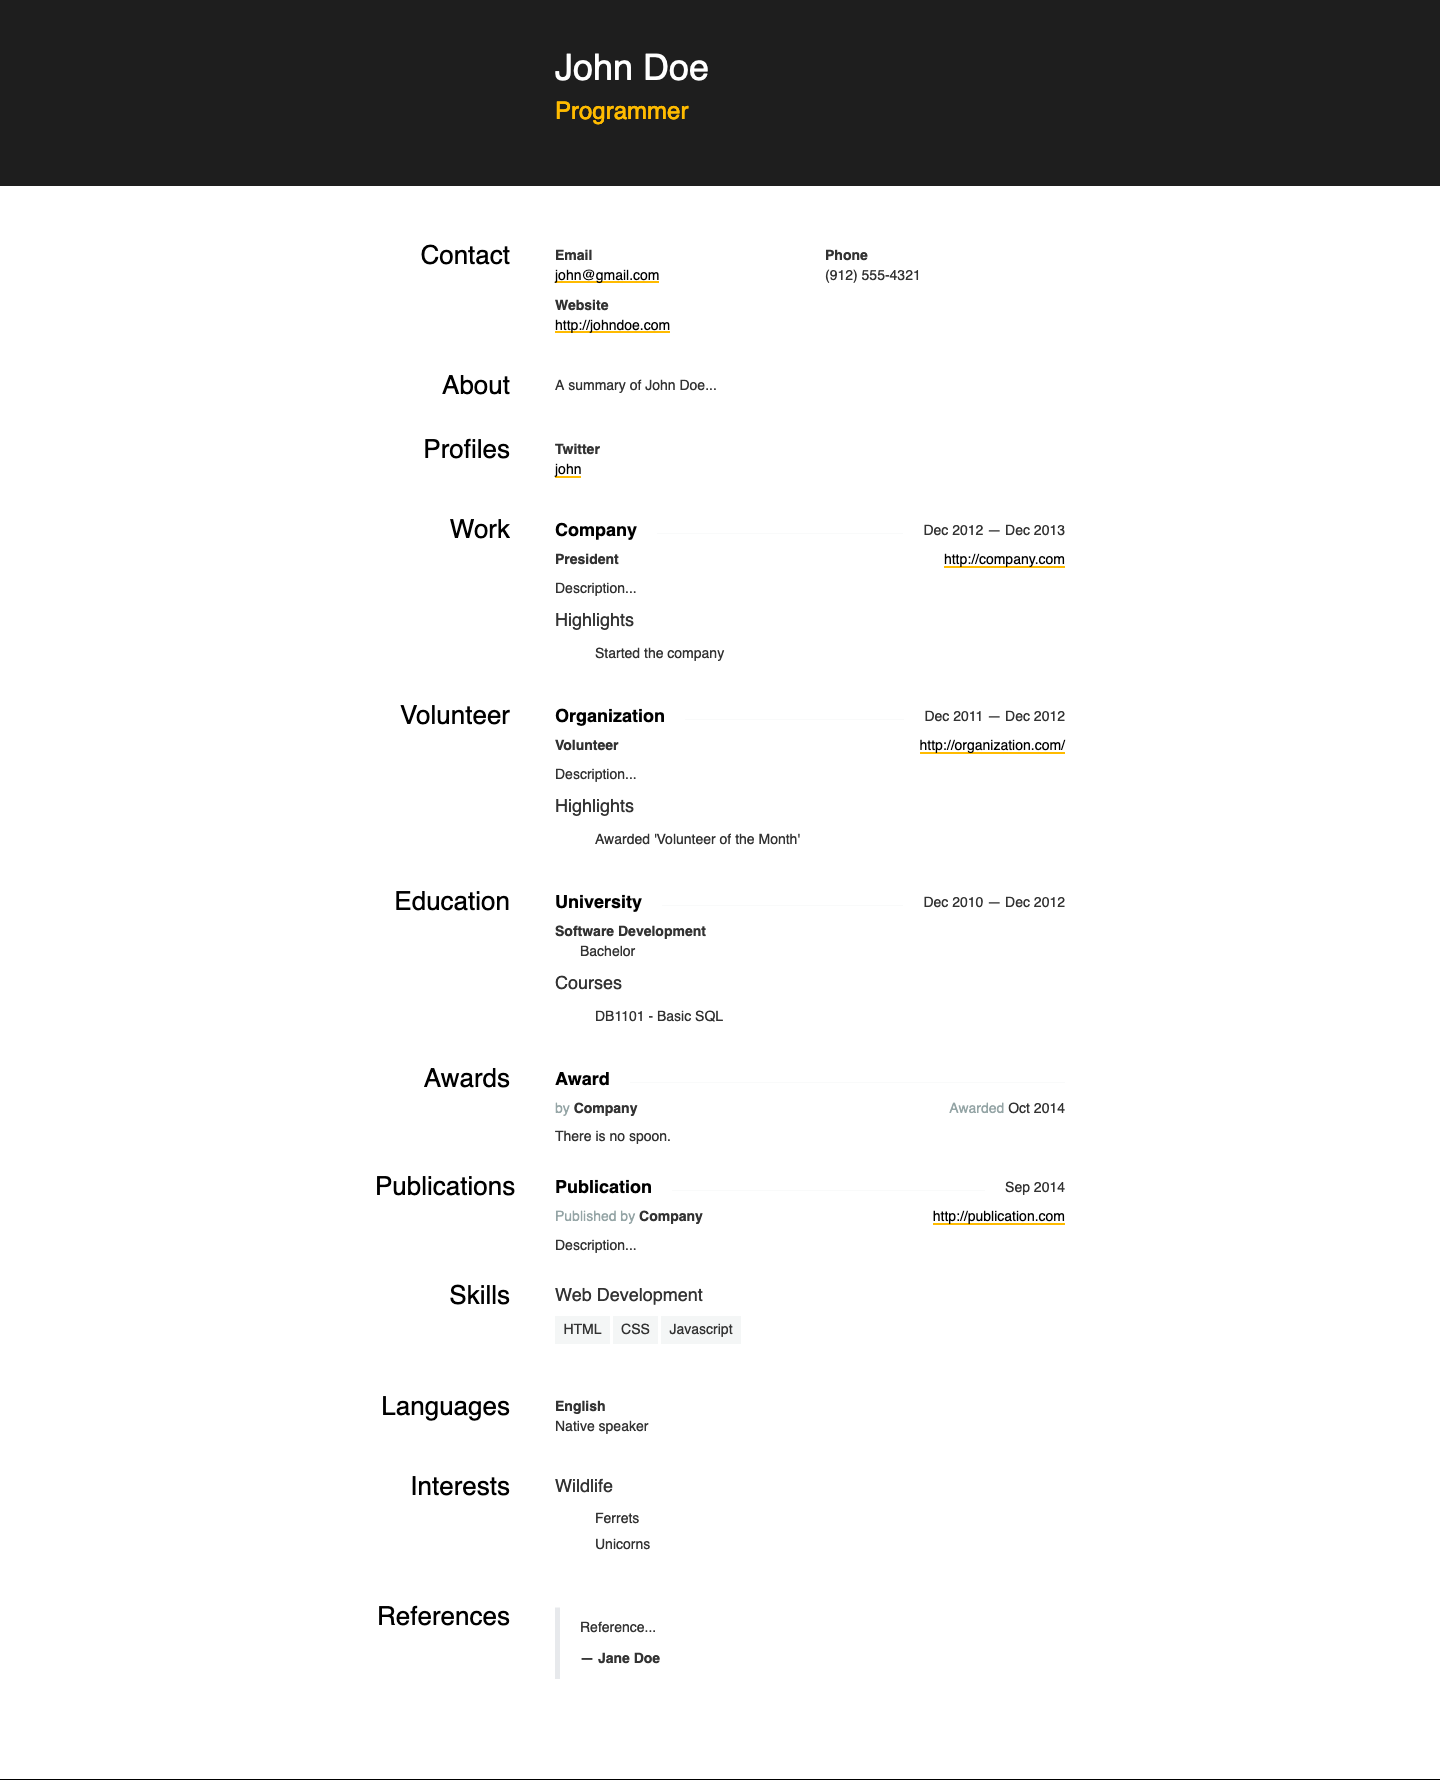 John Doe
Programmer
Contact
Email
john@gmail.com
Phone
(912) 555-4321
Website
http://johndoe.com
About
A summary of John Doe...
Profiles
Twitter
john
Work
Company
Dec 2012 — Dec 2013
President
http://company.com
Description...
Highlights
Started the company
Volunteer
Organization
Dec 2011 — Dec 2012
Volunteer
http://organization.com/
Description...
Highlights
Awarded 'Volunteer of the Month'
Education
University
Dec 2010 — Dec 2012
Software Development
Bachelor
Courses
DB1101 - Basic SQL
Awards
Award
by Company
Awarded Oct 2014
There is no spoon.
Publications
Publication
Sep 2014
Published by Company
http://publication.com
Description...
Skills
Web Development
HTML CSS Javascript
Languages
English
Native speaker
Interests
Wildlife
Ferrets
Unicorns
References
Reference...
— Jane Doe